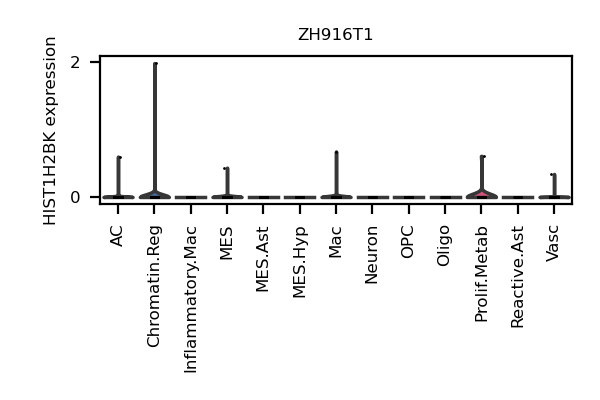 ZH916T1
HIST1H2BK expression
2
0
AC
Chromatin.Reg
Inflammatory.Mac
MES
MES.Ast
MES.Hyp
Mac
Neuron
OPC
Oligo
Prolif.Metab
Reactive.Ast
Vasc